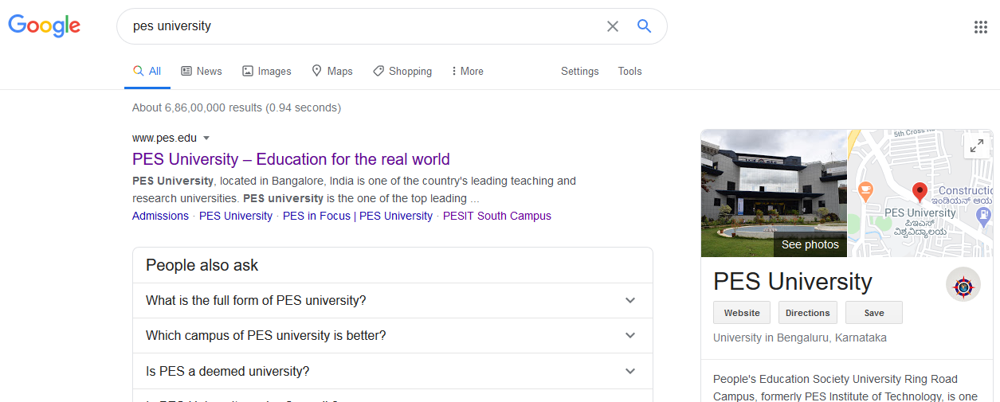 Google
pes university
All
News
Images
Maps
Shopping
More
Settings
Tools
About 6,86,00,000 results (0.94 seconds)
www.pes.edu
PES University – Education for the real world
PES University, located in Bangalore, India is one of the country's leading teaching and
research universities. PES university is the one of the top leading ...
Admissions · PES University · PES in Focus | PES University · PESIT South Campus
People also ask
What is the full form of PES university?
Which campus of PES university is better?
Is PES a deemed university?
See photos
5th Cross
Constructic
ಇಂಡಿಯನ್ ಆಯ
PES University
ಪಿಇಎಸ್
ವಿಶ್ವವಿದ್ಯಾಲಯ
PES University
Website
Directions
Save
University in Bengaluru, Karnataka
People's Education Society University Ring Road
Campus, formerly PES Institute of Technology, is one